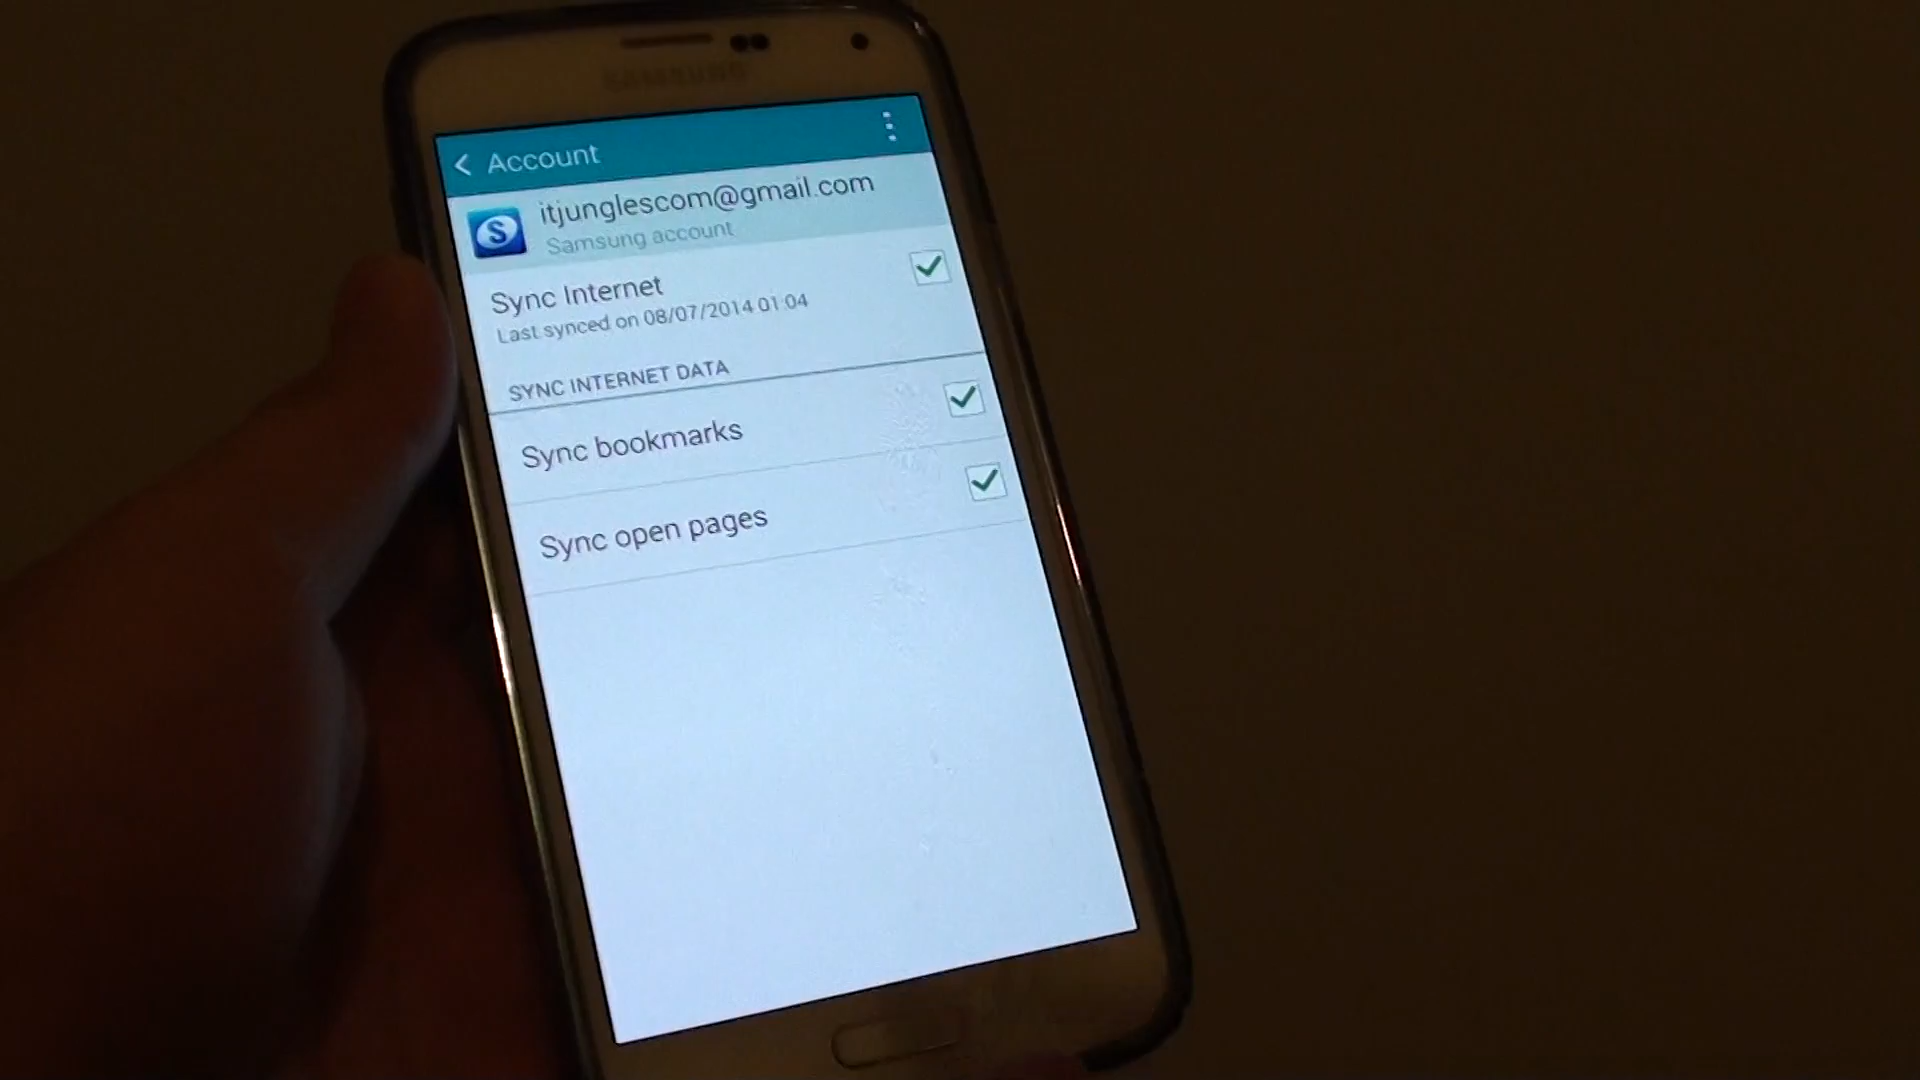 SAMSUNG
Account
itjunglescom@gmail.com
Samsung account
Sync Internet
Last synced on 08/07/2014 01:04
SYNC INTERNET DATA
Sync bookmarks
Sync open pages